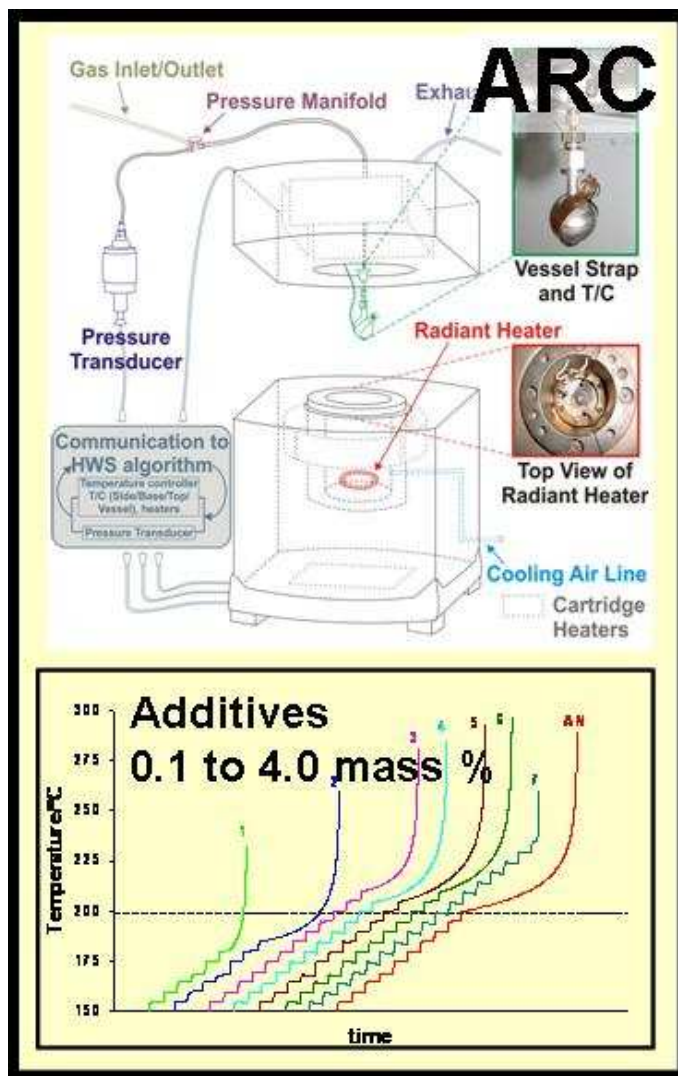 ARC
Gas Inlet/Outlet
Pressure Manifold
Exhau
Vessel Strap
and T/C
Pressure
Transducer
Radiant Heater
Communication to
HWS algorithm
Temperature controller
T/C (Side/Base/Top/
Vessel), heaters
Pressure Transducer
Top View of
Radiant Heater
Cooling Air Line
Cartridge
Heaters
Additives
0.1 to 4.0 mass %
Temperature/°C
300
275
250
225
200
175
150
1
2
3
4
5
6
7
AN
time